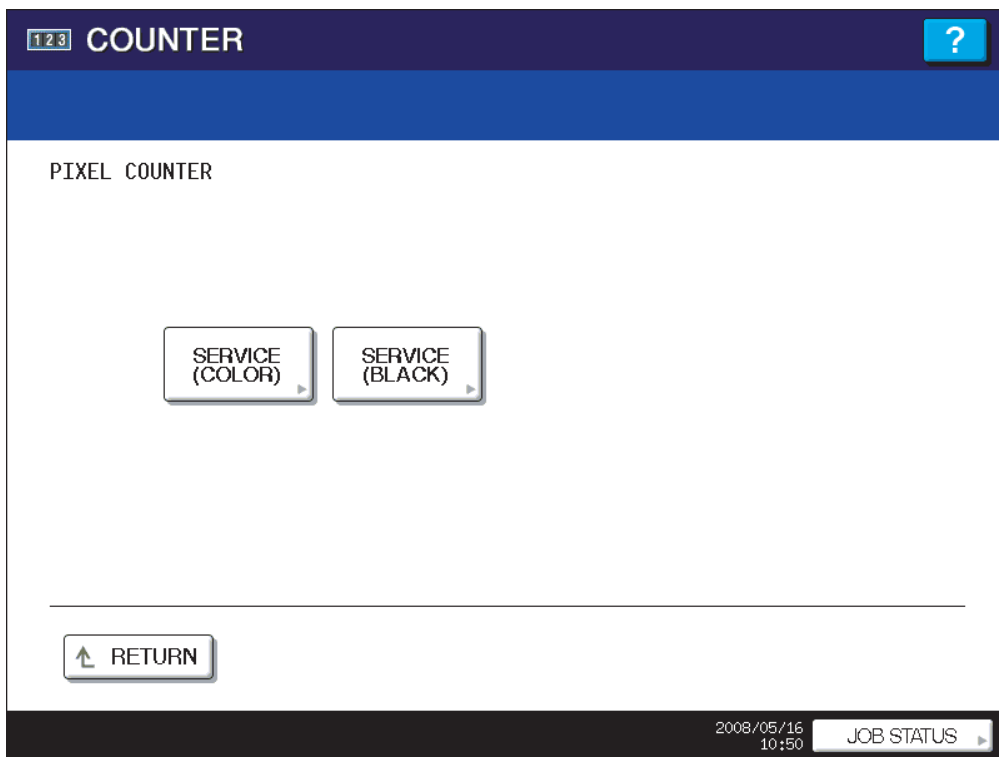 123 COUNTER
?
PIXEL COUNTER
SERVICE
(COLOR)
SERVICE
(BLACK)
RETURN
2008/05/16
10:50
JOB STATUS